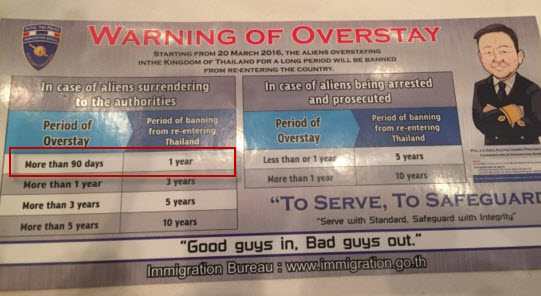 WARNING OF OVERSTAY
STARTING FROM 20 MARCH 2016, THE ALIENS OVERSTAYING
INTHE KINGDOM OF THAILAND FOR A LONG PERIOD WILL BE BANNED
FROM RE-ENTERING THE COUNTRY.
In case of aliens surrendering
to the authorities
Period of
Overstay
Period of banning
from re-entering
Thailand
More than 90 days 1 year
More than 1 year 3 years
More than 3 years 5 years
More than 5 years 10 years
In case of aliens being arrested
and prosecuted
Period of
Overstay
Period of banning
from re-entering
Thailand
Less than or 1 year 5 years
More than 1 year 10 years
"TO SERVE, TO SAFEGUARD
"Serve with Standard, Safeguard with Integrity"
"Good guys in, Bad guys out."
Immigration Bureau : www.immigration.go.th